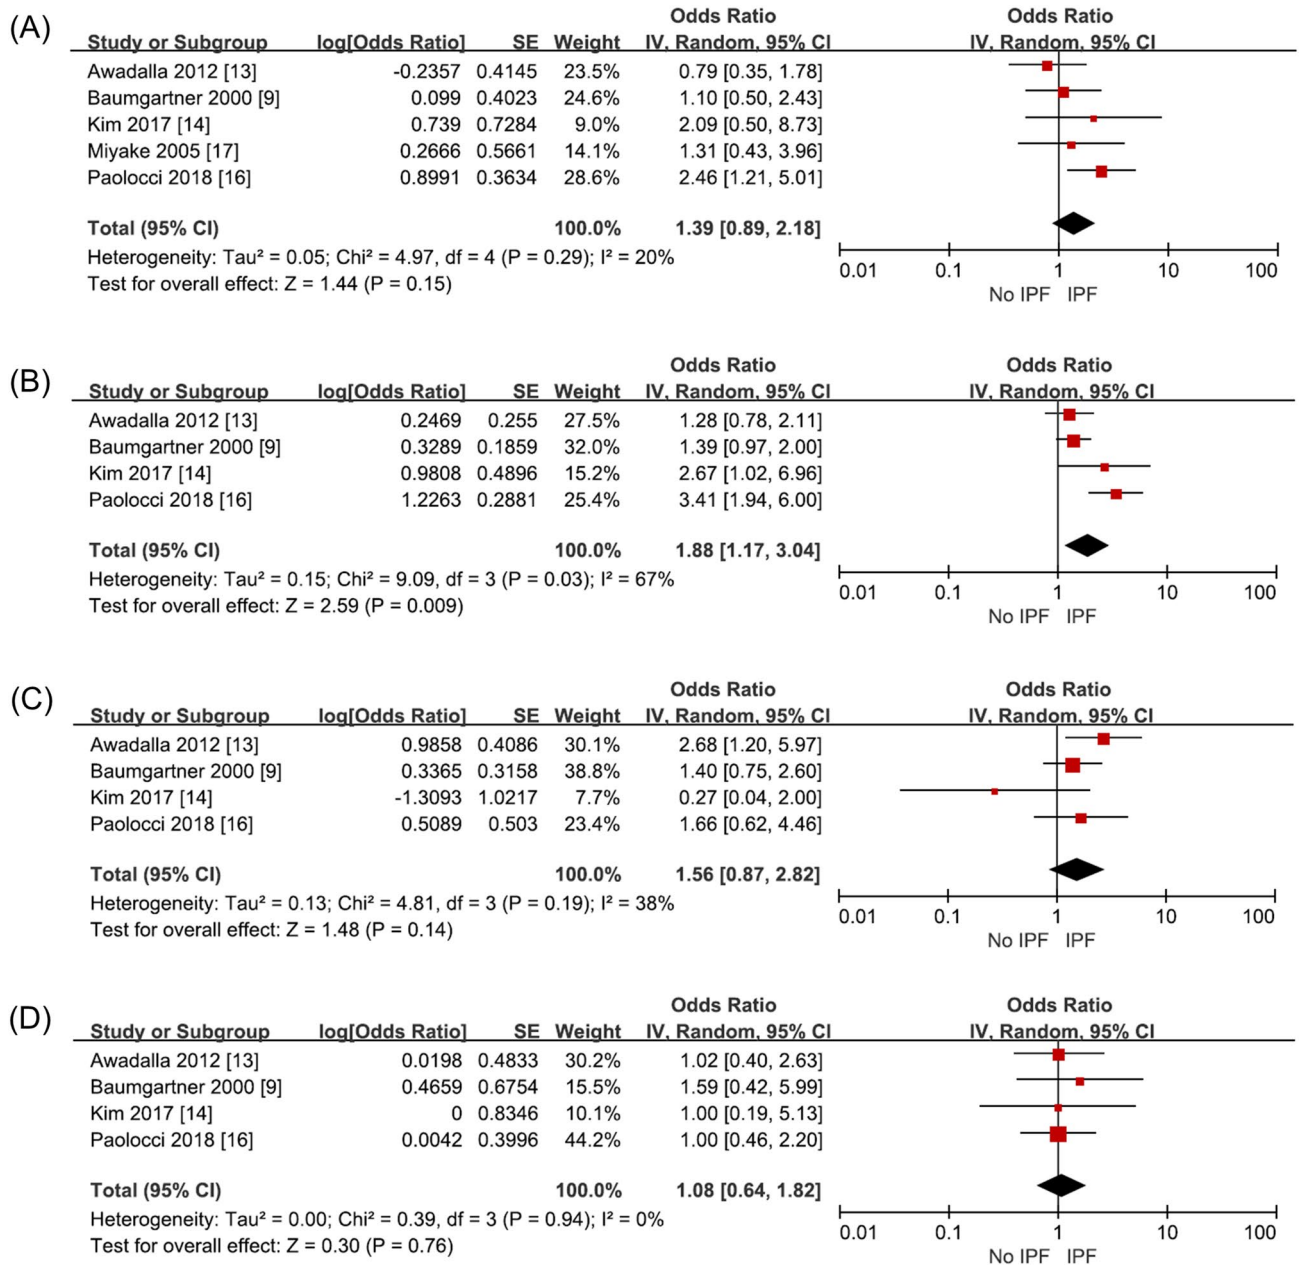 (A)
Odds Ratio Odds Ratio
Study or Subgroup log[Odds Ratio] SE Weight IV, Random, 95% CI IV, Random, 95% CI
Awadalla 2012 [13] -0.2357 0.4145 23.5% 0.79 [0.35, 1.78]
Baumgartner 2000 [9] 0.099 0.4023 24.6% 1.10 [0.50, 2.43]
Kim 2017 [14] 0.739 0.7284 9.0% 2.09 [0.50, 8.73]
Miyake 2005 [17] 0.2666 0.5661 14.1% 1.31 [0.43, 3.96]
Paolocci 2018 [16] 0.8991 0.3634 28.6% 2.46 [1.21, 5.01]
Total (95% CI) 100.0% 1.39 [0.89, 2.18]
Heterogeneity: Tau² = 0.05; Chi² = 4.97, df = 4 (P = 0.29); I² = 20%
Test for overall effect: Z = 1.44 (P = 0.15)
0.01 0.1 1 10 100
No IPF IPF
(B)
Odds Ratio Odds Ratio
Study or Subgroup log[Odds Ratio] SE Weight IV, Random, 95% CI IV, Random, 95% CI
Awadalla 2012 [13] 0.2469 0.255 27.5% 1.28 [0.78, 2.11]
Baumgartner 2000 [9] 0.3289 0.1859 32.0% 1.39 [0.97, 2.00]
Kim 2017 [14] 0.9808 0.4896 15.2% 2.67 [1.02, 6.96]
Paolocci 2018 [16] 1.2263 0.2881 25.4% 3.41 [1.94, 6.00]
Total (95% CI) 100.0% 1.88 [1.17, 3.04]
Heterogeneity: Tau² = 0.15; Chi² = 9.09, df = 3 (P = 0.03); I² = 67%
Test for overall effect: Z = 2.59 (P = 0.009)
0.01 0.1 1 10 100
No IPF IPF
(C)
Odds Ratio Odds Ratio
Study or Subgroup log[Odds Ratio] SE Weight IV, Random, 95% CI IV, Random, 95% CI
Awadalla 2012 [13] 0.9858 0.4086 30.1% 2.68 [1.20, 5.97]
Baumgartner 2000 [9] 0.3365 0.3158 38.8% 1.40 [0.75, 2.60]
Kim 2017 [14] -1.3093 1.0217 7.7% 0.27 [0.04, 2.00]
Paolocci 2018 [16] 0.5089 0.503 23.4% 1.66 [0.62, 4.46]
Total (95% CI) 100.0% 1.56 [0.87, 2.82]
Heterogeneity: Tau² = 0.13; Chi² = 4.81, df = 3 (P = 0.19); I² = 38%
Test for overall effect: Z = 1.48 (P = 0.14)
0.01 0.1 1 10 100
No IPF IPF
(D)
Odds Ratio Odds Ratio
Study or Subgroup log[Odds Ratio] SE Weight IV, Random, 95% CI IV, Random, 95% CI
Awadalla 2012 [13] 0.0198 0.4833 30.2% 1.02 [0.40, 2.63]
Baumgartner 2000 [9] 0.4659 0.6754 15.5% 1.59 [0.42, 5.99]
Kim 2017 [14] 0 0.8346 10.1% 1.00 [0.19, 5.13]
Paolocci 2018 [16] 0.0042 0.3996 44.2% 1.00 [0.46, 2.20]
Total (95% CI) 100.0% 1.08 [0.64, 1.82]
Heterogeneity: Tau² = 0.00; Chi² = 0.39, df = 3 (P = 0.94); I² = 0%
Test for overall effect: Z = 0.30 (P = 0.76)
0.01 0.1 1 10 100
No IPF IPF